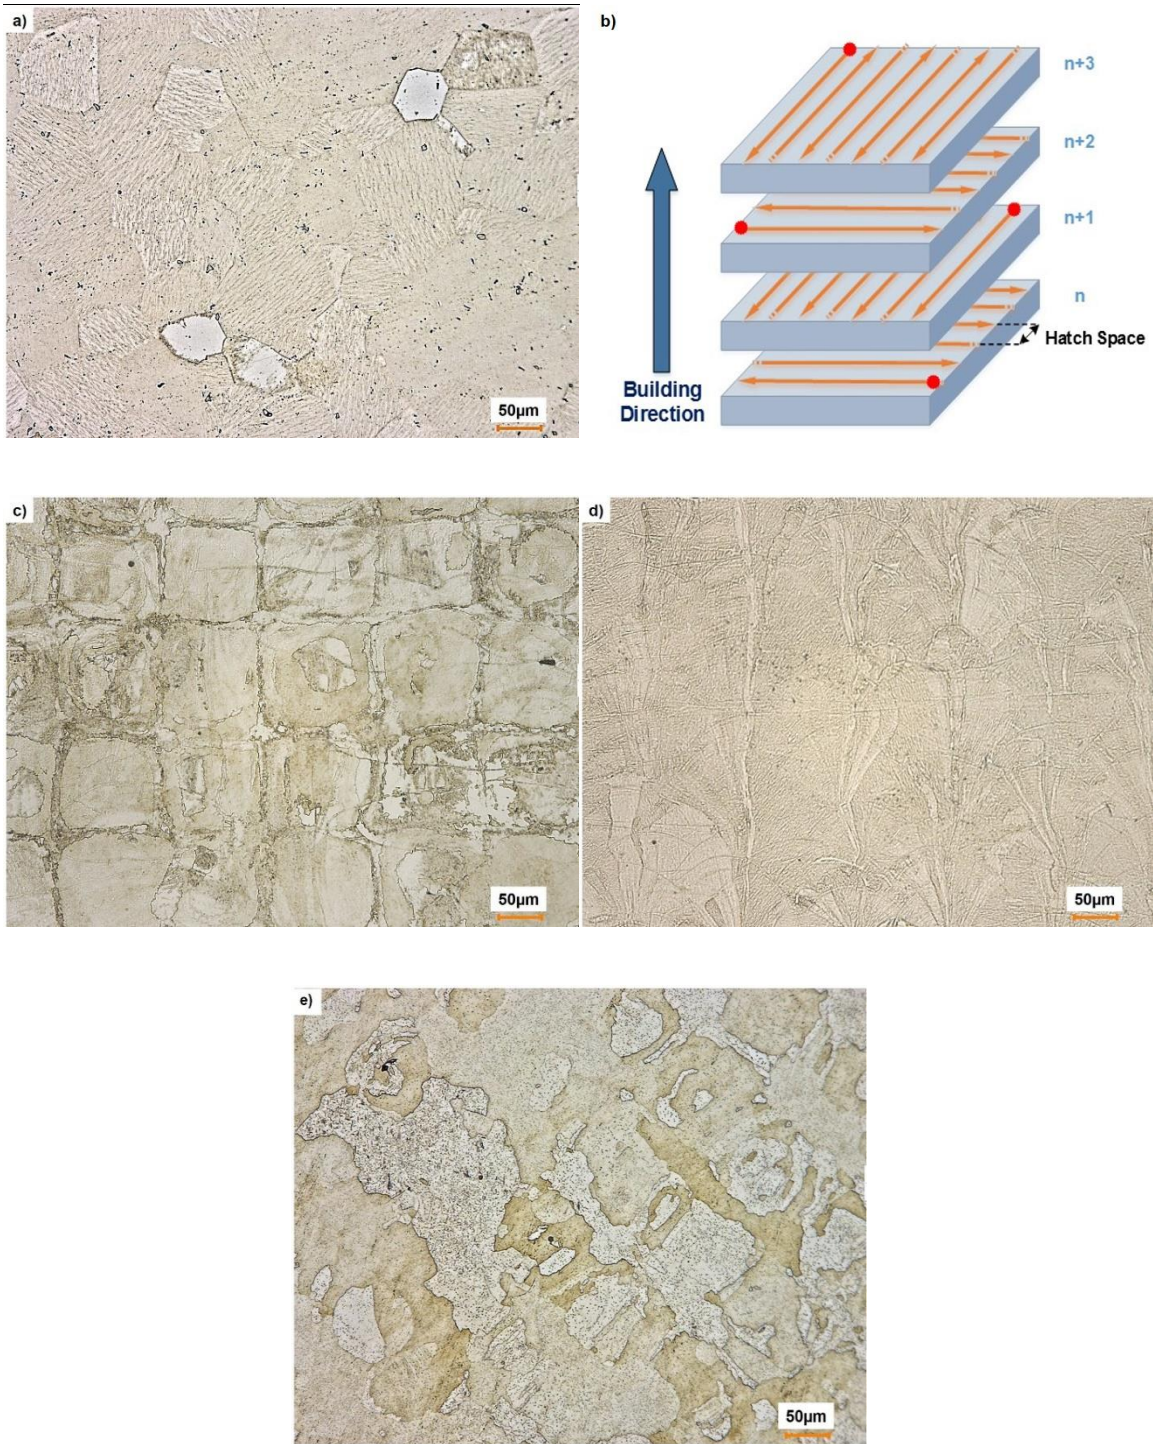 a)
50µm
b)
n+3
n+2
n+1
n
Hatch Space
Building
Direction
c)
50µm
d)
50µm
e)
50µm